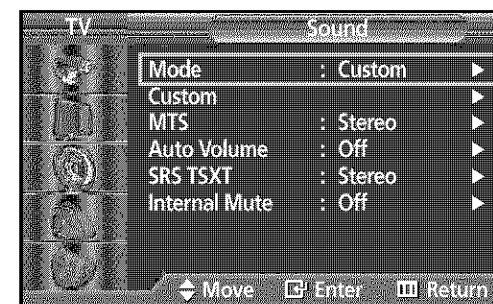 TV Sound
Mode : Custom
Custom
MTS : Stereo
Auto Volume : Off
SRS TSXT : Stereo
Internal Mute : Off
Move Enter Return